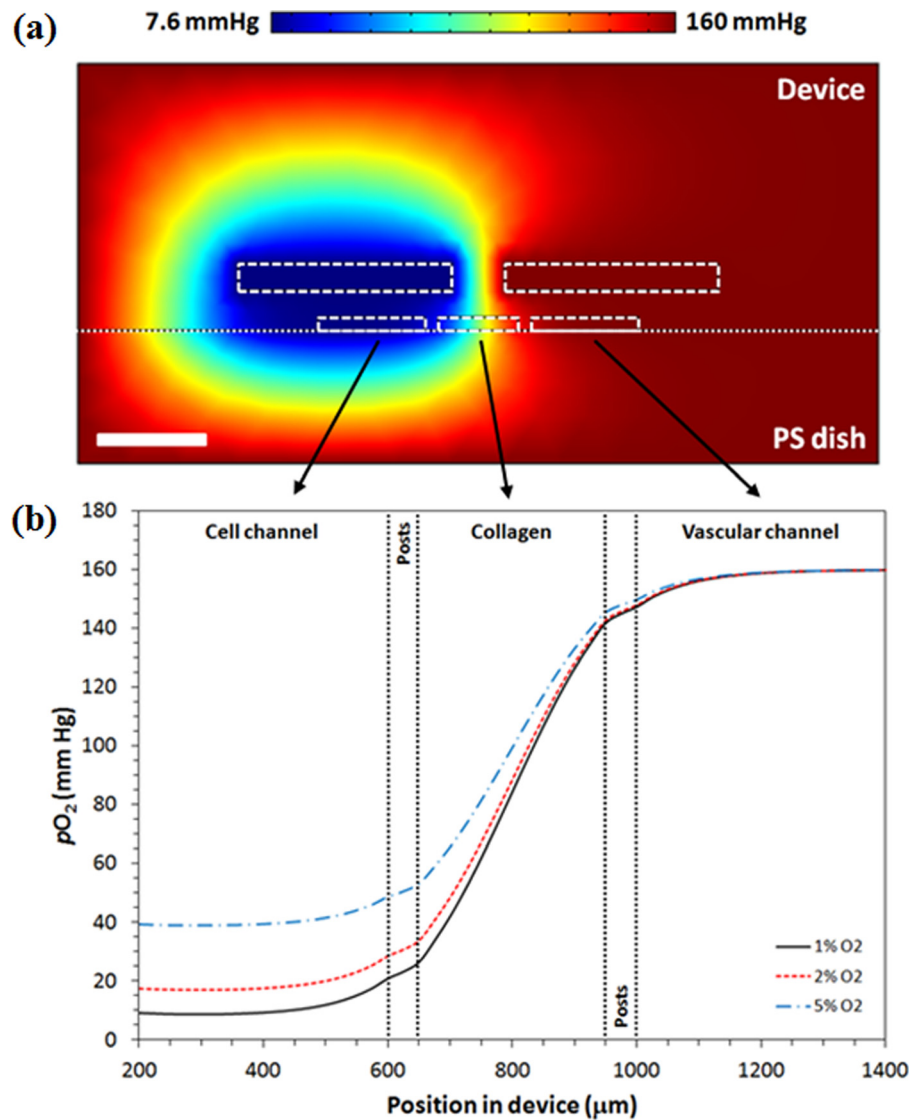 (a)
7.6 mmHg 160 mmHg
Device
PS dish
(b)
180
160
140
120
100
80
60
40
20
0
pO₂ (mm Hg)
Cell channel
Posts
Collagen
Vascular channel
Posts
1% O2
2% O2
5% O2
200 400 600 800 1000 1200 1400
Position in device (μm)